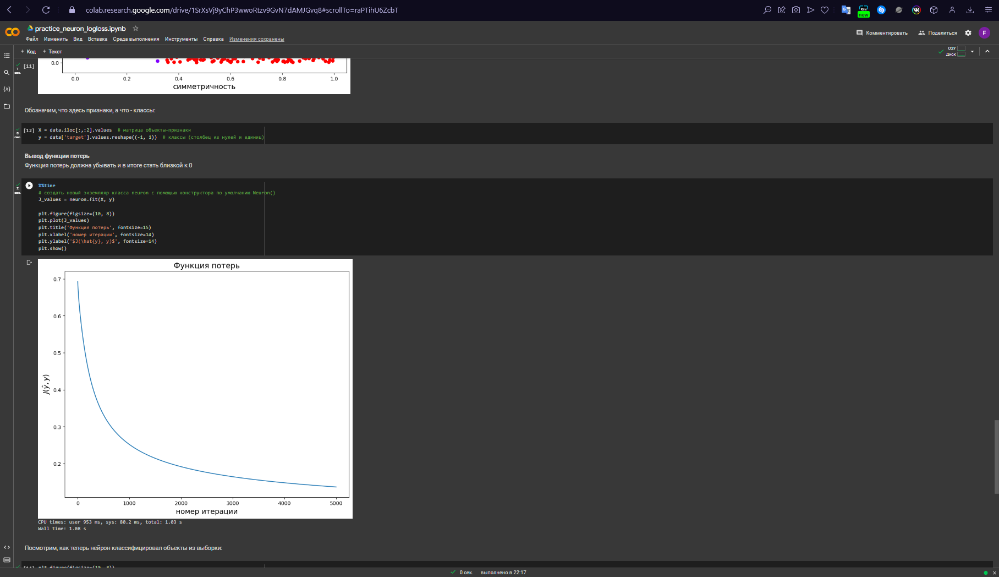 colab.research.google.com/drive/1SrXsVj9yChP3wwoRtzv9GvN7dAMJGvq8#scrollTo=raPTihU6ZcbT
new
practice_neuron_logloss.ipynb
Файл Изменить Вид Вставка Среда выполнения Инструменты Справка Изменения сохранены
Комментировать Поделиться F
+ Код + Текст
ОЗУ
Диск
[11]
1
сек.
0.0
0.0 0.2 0.4 0.6 0.8 1.0
симметричность
Обозначим, что здесь признаки, а что - классы:
[12] X = data.iloc[:,:2].values # матрица объекты-признаки
y = data['target'].values.reshape((-1, 1)) # классы (столбец из нулей и единиц)
0
сек.
Вывод функции потерь
Функция потерь должна убывать и в итоге стать близкой к 0
2
сек.
%%time
# создать новый экземпляр класса neuron с помощью конструктора по умолчанию Neuron()
J_values = neuron.fit(X, y)
plt.figure(figsize=(10, 8))
plt.plot(J_values)
plt.title('Функция потерь', fontsize=15)
plt.xlabel('номер итерации', fontsize=14)
plt.ylabel('$J(\hat{y}, y)$', fontsize=14)
plt.show()
Функция потерь
0.7
0.6
0.5
0.4
0.3
0.2
J(ŷ, y)
0 1000 2000 3000 4000 5000
номер итерации
CPU times: user 953 ms, sys: 80.2 ms, total: 1.03 s
Wall time: 1.08 s
Посмотрим, как теперь нейрон классифицировал объекты из выборки:
[14] plt.figure(figsize=(10, 8))
0 сек. выполнено в 22:17